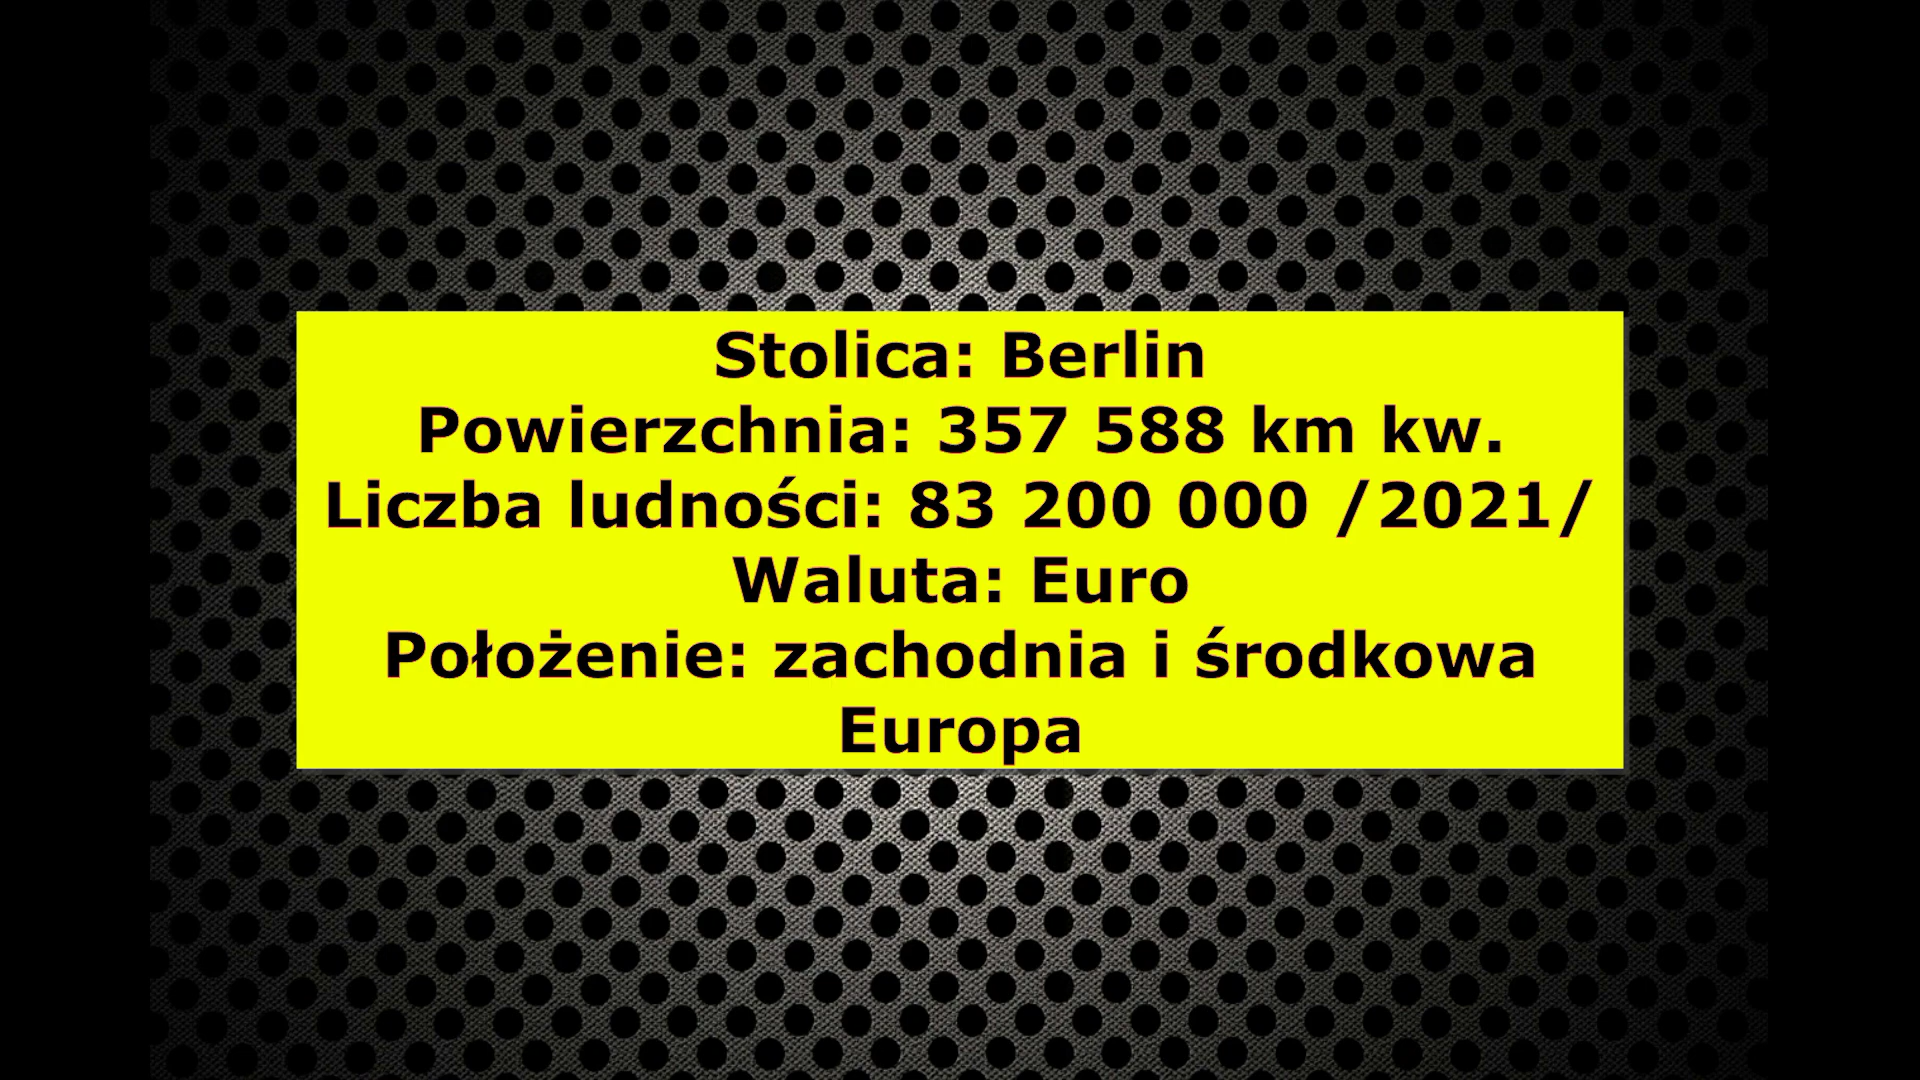 Stolica: Berlin
Powierzchnia: 357 588 km kw.
Liczba ludności: 83 200 000 /2021/
Waluta: Euro
Położenie: zachodnia i środkowa
Europa